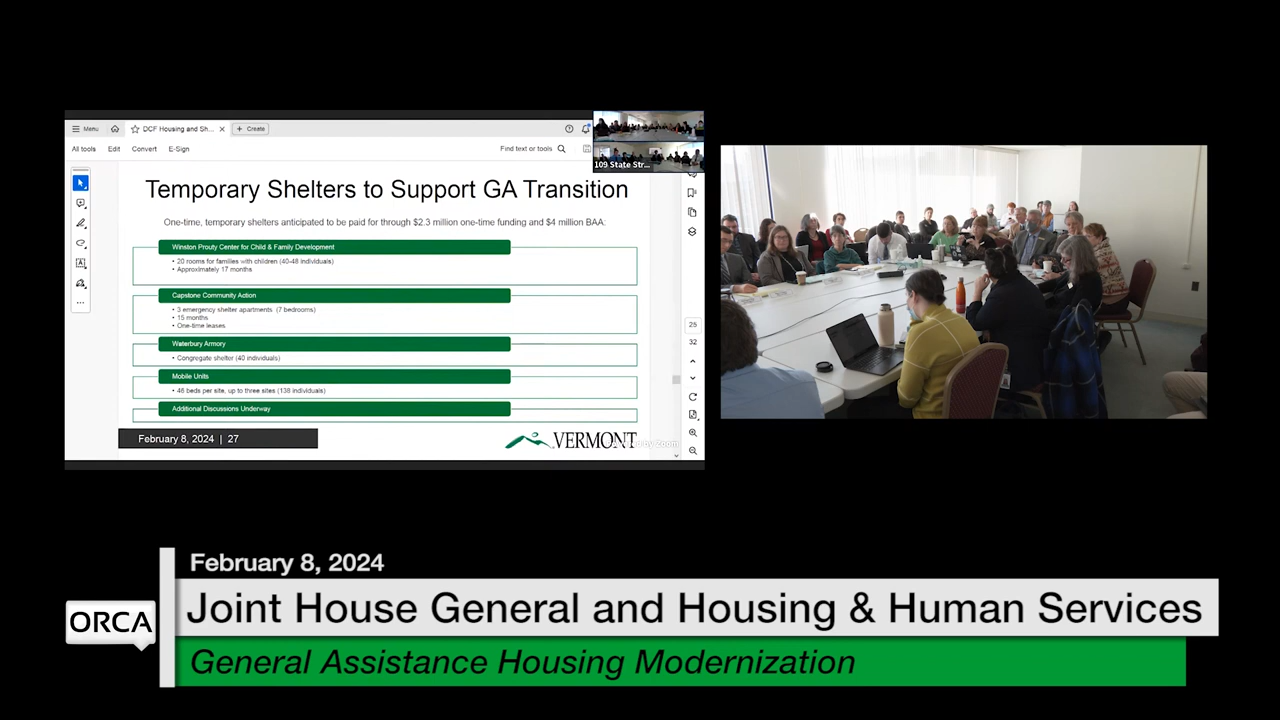 Menu
DCF Housing and Sh...
Create
All tools
Edit
Convert
E-Sign
Find text or tools
109 State Str...
Temporary Shelters to Support GA Transition
One-time, temporary shelters anticipated to be paid for through $2.3 million one-time funding and $4 million BAA:
Winston Prouty Center for Child & Family Development
• 20 rooms for families with children (40-48 individuals)
• Approximately 17 months
Capstone Community Action
• 3 emergency shelter apartments (7 bedrooms)
• 15 months
• One-time leases
Waterbury Armory
• Congregate shelter (40 individuals)
Mobile Units
• 46 beds per site, up to three sites (138 individuals)
Additional Discussions Underway
25
32
February 8, 2024 | 27
VERMONT
by Zoom
February 8, 2024
ORCA
Joint House General and Housing & Human Services
General Assistance Housing Modernization